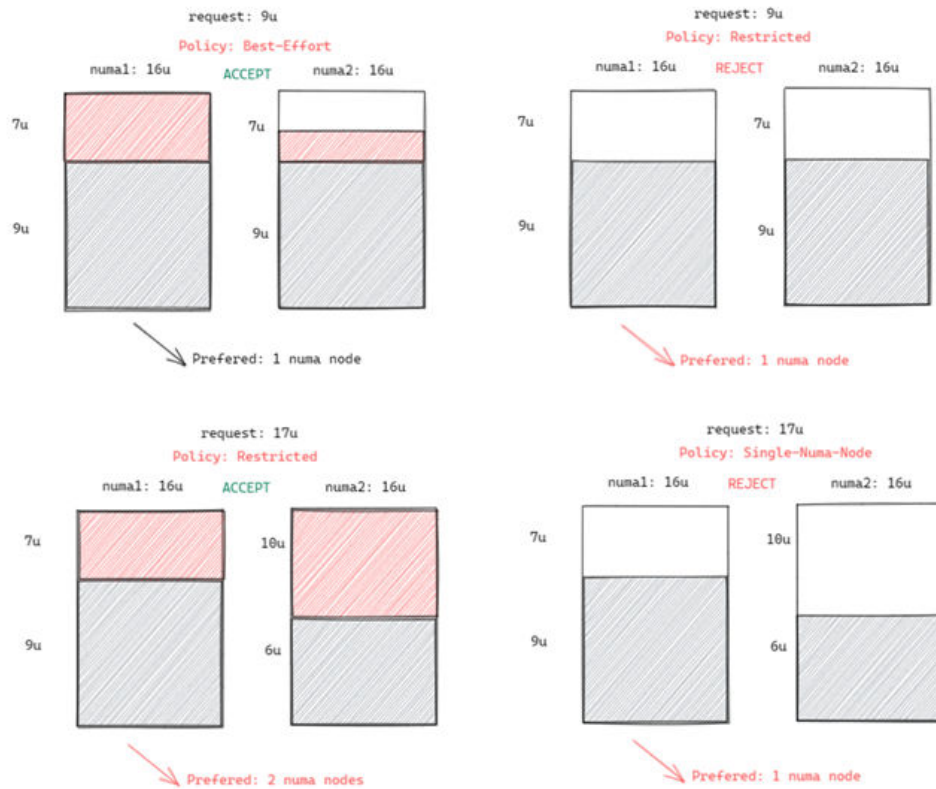 request: 9u
Policy: Best-Effort
numa1: 16u ACCEPT numa2: 16u
7u
7u
9u
9u
Prefered: 1 numa node
request: 9u
Policy: Restricted
numa1: 16u REJECT numa2: 16u
7u
7u
9u
9u
Prefered: 1 numa node
request: 17u
Policy: Restricted
numa1: 16u ACCEPT numa2: 16u
7u
10u
9u
6u
Prefered: 2 numa nodes
request: 17u
Policy: Single-Numa-Node
numa1: 16u REJECT numa2: 16u
7u
10u
9u
6u
Prefered: 1 numa node